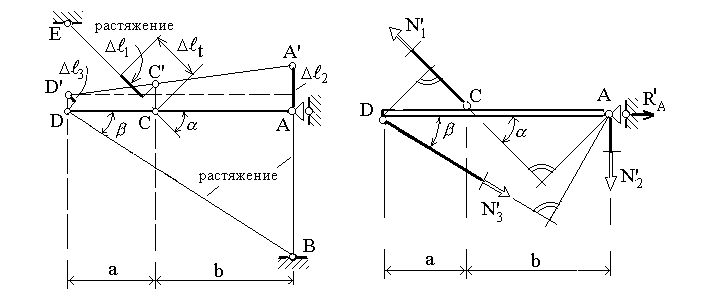 E
растяжение
Δℓ₁
Δℓt
A'
C'
Δℓ₃
Δℓ₂
D'
D
β
C
α
A
растяжение
B
a
b
N'₁
D
C
A
R'A
β
α
N'₃
N'₂
a
b